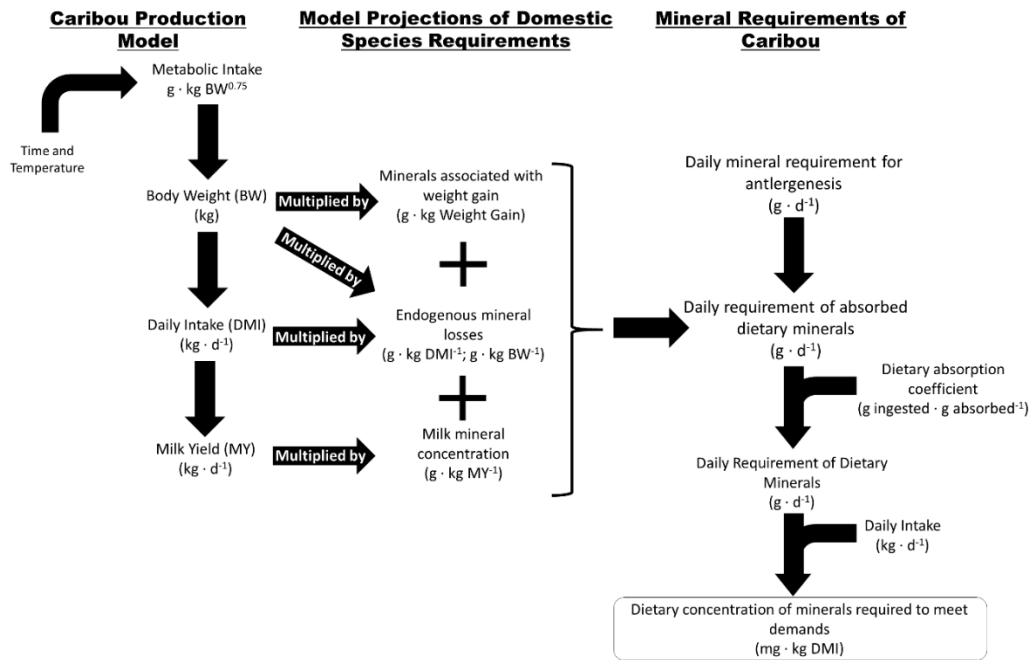 Caribou Production
Model
Model Projections of Domestic
Species Requirements
Mineral Requirements of
Caribou
Metabolic Intake
g · kg BW⁰·⁷⁵
Time and
Temperature
Body Weight (BW)
(kg)
Multiplied by
Minerals associated with
weight gain
(g · kg Weight Gain)
Multiplied by
Daily Intake (DMI)
(kg · d⁻¹)
Multiplied by
Endogenous mineral
losses
(g · kg DMI⁻¹; g · kg BW⁻¹)
Milk Yield (MY)
(kg · d⁻¹)
Multiplied by
Milk mineral
concentration
(g · kg MY⁻¹)
Daily mineral requirement for
antlergenesis
(g · d⁻¹)
Daily requirement of absorbed
dietary minerals
(g · d⁻¹)
Dietary absorption
coefficient
(g ingested · g absorbed⁻¹)
Daily Requirement of Dietary
Minerals
(g · d⁻¹)
Daily Intake
(kg · d⁻¹)
Dietary concentration of minerals required to meet
demands
(mg · kg DMI)